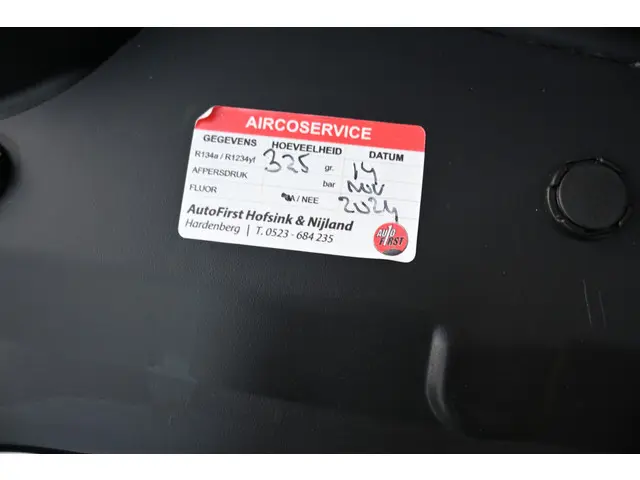 AIRCOSERVICE
GEGEVENS HOEVEELHEID DATUM
R134a / R1234yf 325 gr. 14
AFPERSDRUK bar Nov
FLUOR JA / NEE 2024
AutoFirst Hofsink & Nijland
Hardenberg | T. 0523 - 684 235
AUTO
FIRST